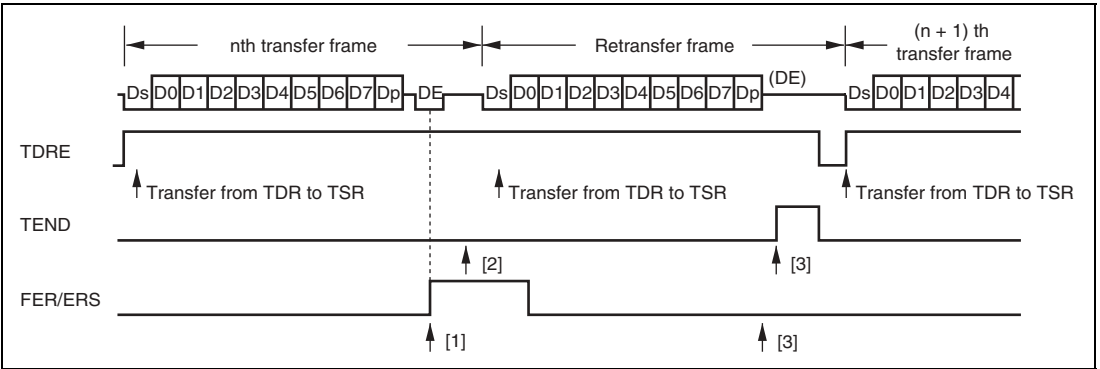 nth transfer frame Retransfer frame (n + 1) th
transfer frame
Ds D0 D1 D2 D3 D4 D5 D6 D7 Dp DE Ds D0 D1 D2 D3 D4 D5 D6 D7 Dp (DE) Ds D0 D1 D2 D3 D4
TDRE
Transfer from TDR to TSR Transfer from TDR to TSR Transfer from TDR to TSR
TEND
[2] [3]
FER/ERS
[1] [3]